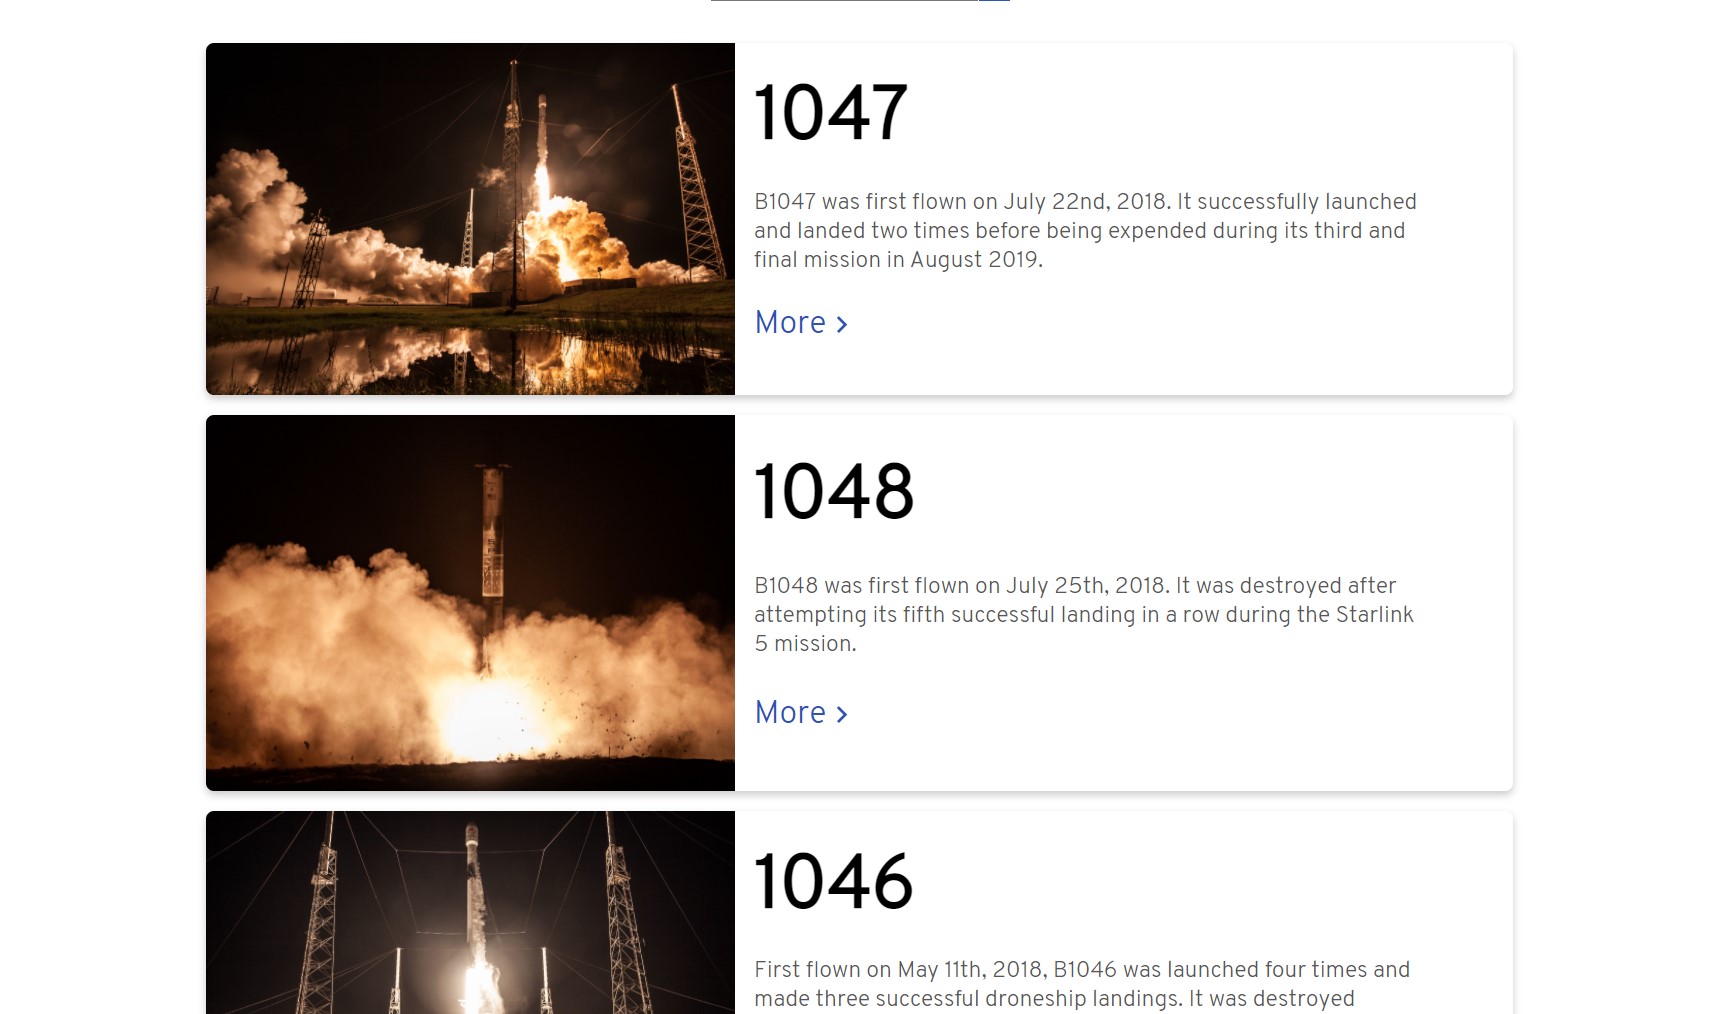 1047
B1047 was first flown on July 22nd, 2018. It successfully launched
and landed two times before being expended during its third and
final mission in August 2019.
More
1048
B1048 was first flown on July 25th, 2018. It was destroyed after
attempting its fifth successful landing in a row during the Starlink
5 mission.
More
1046
First flown on May 11th, 2018, B1046 was launched four times and
made three successful droneship landings. It was destroyed